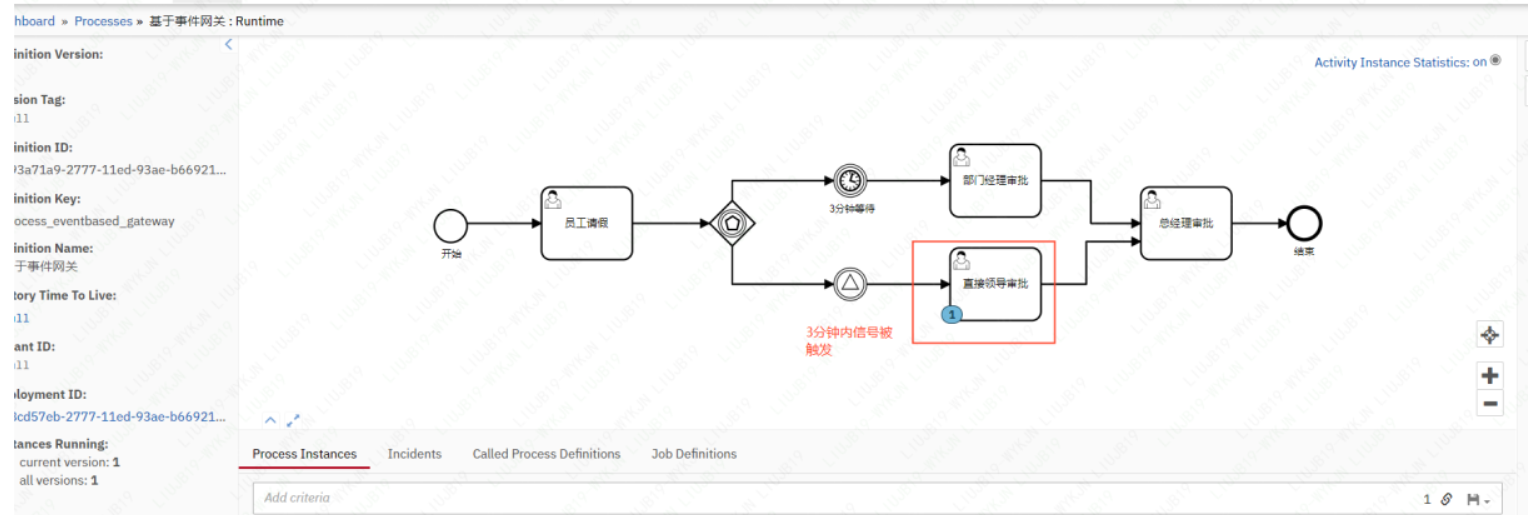 hboard » Processes » 基于事件网关 : Runtime
inition Version:
Activity Instance Statistics: on
sion Tag:
ll
inition ID:
93a71a9-2777-11ed-93ae-b66921...
inition Key:
ocess_eventbased_gateway
inition Name:
于事件网关
tory Time To Live:
ll
ant ID:
ll
ployment ID:
cd57eb-2777-11ed-93ae-b66921...
tances Running:
current version: 1
all versions: 1
开始
员工请假
3分钟等待
部门经理审批
直接领导审批
1
3分钟内信号被
触发
总经理审批
结束
Process Instances
Incidents
Called Process Definitions
Job Definitions
Add criteria
1